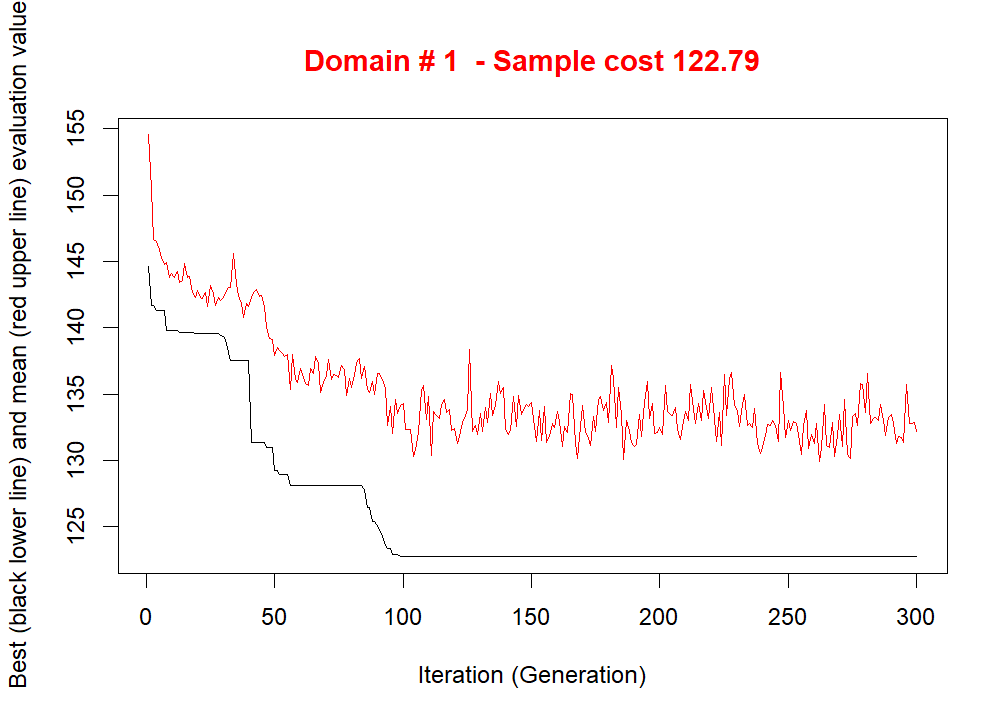 Domain # 1  - Sample cost 122.79
Best (black lower line) and mean (red upper line) evaluation value
155
150
145
140
135
130
125
0 50 100 150 200 250 300
Iteration (Generation)